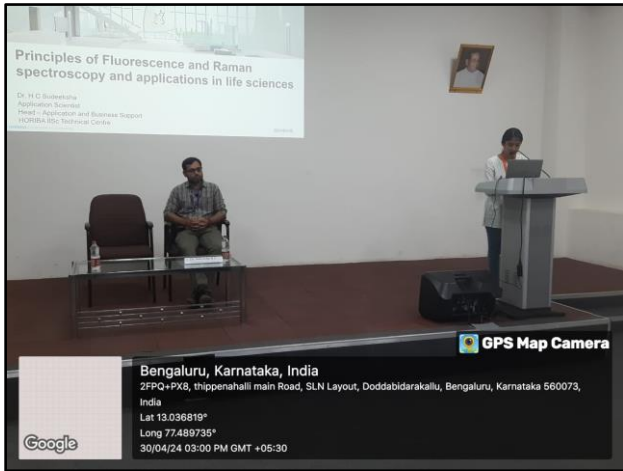 Principles of Fluorescence and Raman
spectroscopy and applications in life sciences
Dr. H C Sudeeksha
Application Scientist
Head – Application and Business Support
HORIBA IISc Technical Centre
GPS Map Camera
Bengaluru, Karnataka, India
2FPQ+PX8, thippenahalli main Road, SLN Layout, Doddabidarakallu, Bengaluru, Karnataka 560073,
India
Lat 13.036819°
Long 77.489735°
30/04/24 03:00 PM GMT +05:30
Google